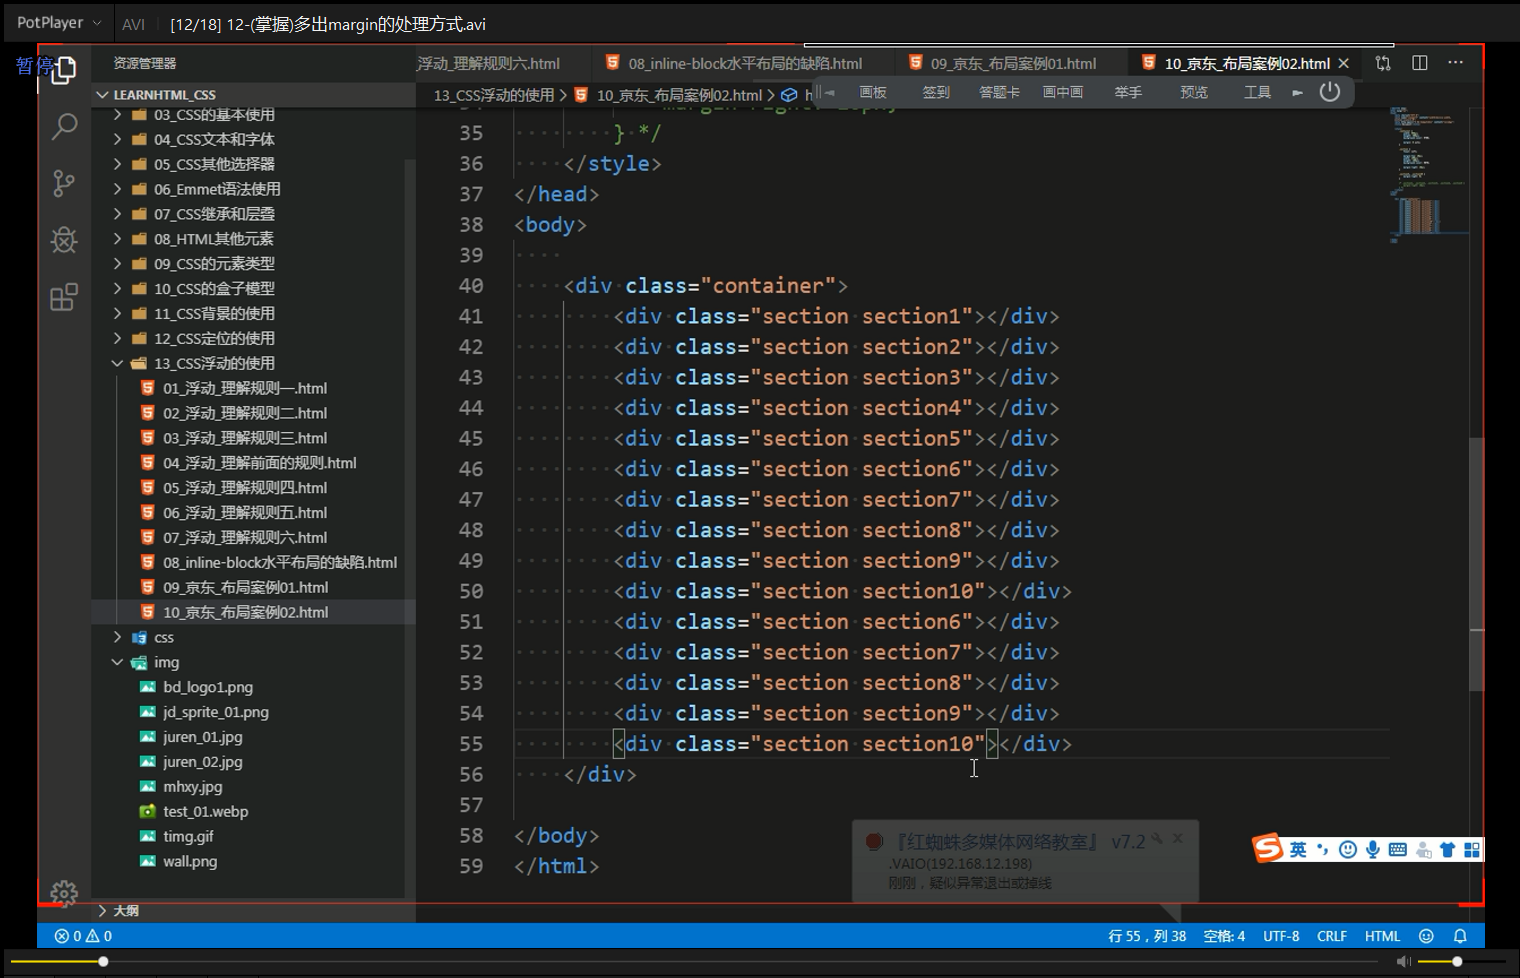 PotPlayer AVI [12/18] 12-(掌握)多出margin的处理方式.avi
暂停
资源管理器
浮动_理解规则六.html 08_inline-block水平布局的缺陷.html 09_京东_布局案例01.html 10_京东_布局案例02.html
LEARNHTML_CSS
13_CSS浮动的使用 > 10_京东_布局案例02.html >
画板 签到 答题卡 画中画 举手 预览 工具
03_CSS的基本使用
04_CSS文本和字体
05_CSS其他选择器
06_Emmet语法使用
07_CSS继承和层叠
08_HTML其他元素
09_CSS的元素类型
10_CSS的盒子模型
11_CSS背景的使用
12_CSS定位的使用
13_CSS浮动的使用
01_浮动_理解规则一.html
02_浮动_理解规则二.html
03_浮动_理解规则三.html
04_浮动_理解前面的规则.html
05_浮动_理解规则四.html
06_浮动_理解规则五.html
07_浮动_理解规则六.html
08_inline-block水平布局的缺陷.html
09_京东_布局案例01.html
10_京东_布局案例02.html
css
img
bd_logo1.png
jd_sprite_01.png
juren_01.jpg
juren_02.jpg
mhxy.jpg
test_01.webp
timg.gif
wall.png
大纲
35 } */
36 </style>
37 </head>
38 <body>
39
40 <div class="container">
41 <div class="section section1"></div>
42 <div class="section section2"></div>
43 <div class="section section3"></div>
44 <div class="section section4"></div>
45 <div class="section section5"></div>
46 <div class="section section6"></div>
47 <div class="section section7"></div>
48 <div class="section section8"></div>
49 <div class="section section9"></div>
50 <div class="section section10"></div>
51 <div class="section section6"></div>
52 <div class="section section7"></div>
53 <div class="section section8"></div>
54 <div class="section section9"></div>
55 <div class="section section10"></div>
56 </div>
57
58 </body>
59 </html>
『红蜘蛛多媒体网络教室』 v7.2
.VAIO(192.168.12.198)
刚刚，疑似异常退出或掉线
英
0 0 行 55，列 38 空格: 4 UTF-8 CRLF HTML